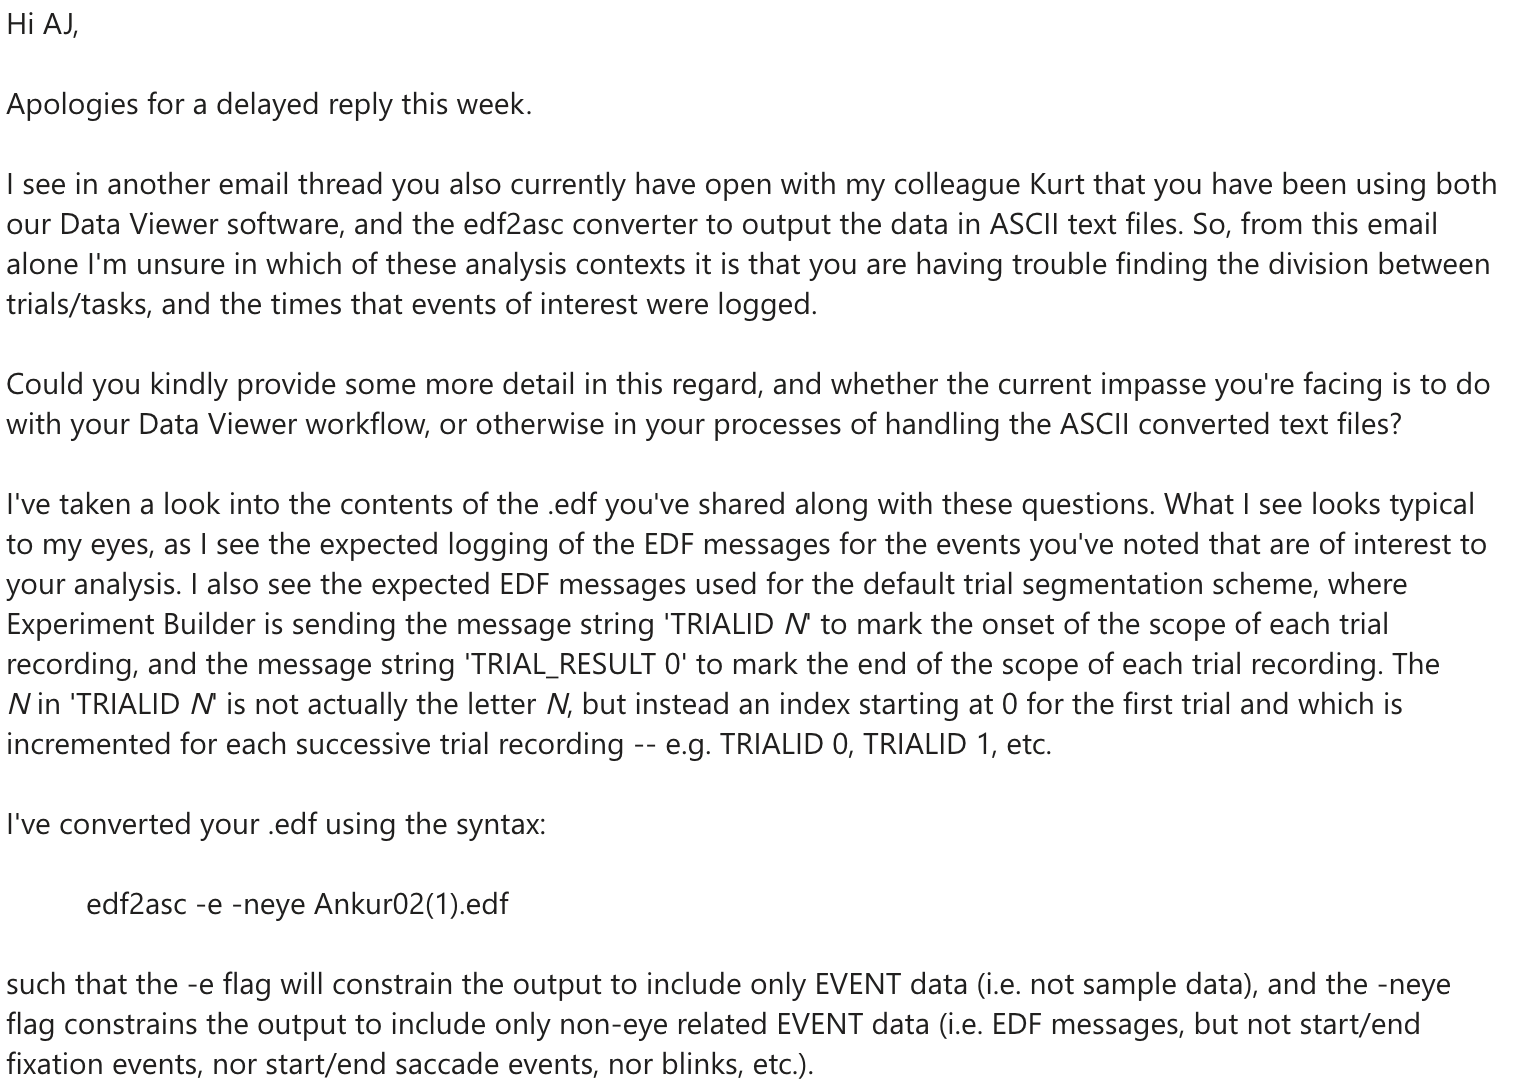 Hi AJ,
Apologies for a delayed reply this week.
I see in another email thread you also currently have open with my colleague Kurt that you have been using both
our Data Viewer software, and the edf2asc converter to output the data in ASCII text files. So, from this email
alone I'm unsure in which of these analysis contexts it is that you are having trouble finding the division between
trials/tasks, and the times that events of interest were logged.
Could you kindly provide some more detail in this regard, and whether the current impasse you're facing is to do
with your Data Viewer workflow, or otherwise in your processes of handling the ASCII converted text files?
I've taken a look into the contents of the .edf you've shared along with these questions. What I see looks typical
to my eyes, as I see the expected logging of the EDF messages for the events you've noted that are of interest to
your analysis. I also see the expected EDF messages used for the default trial segmentation scheme, where
Experiment Builder is sending the message string 'TRIALID N' to mark the onset of the scope of each trial
recording, and the message string 'TRIAL_RESULT 0' to mark the end of the scope of each trial recording. The
N in 'TRIALID N' is not actually the letter N, but instead an index starting at 0 for the first trial and which is
incremented for each successive trial recording -- e.g. TRIALID 0, TRIALID 1, etc.
I've converted your .edf using the syntax:
edf2asc -e -neye Ankur02(1).edf
such that the -e flag will constrain the output to include only EVENT data (i.e. not sample data), and the -neye
flag constrains the output to include only non-eye related EVENT data (i.e. EDF messages, but not start/end
fixation events, nor start/end saccade events, nor blinks, etc.).